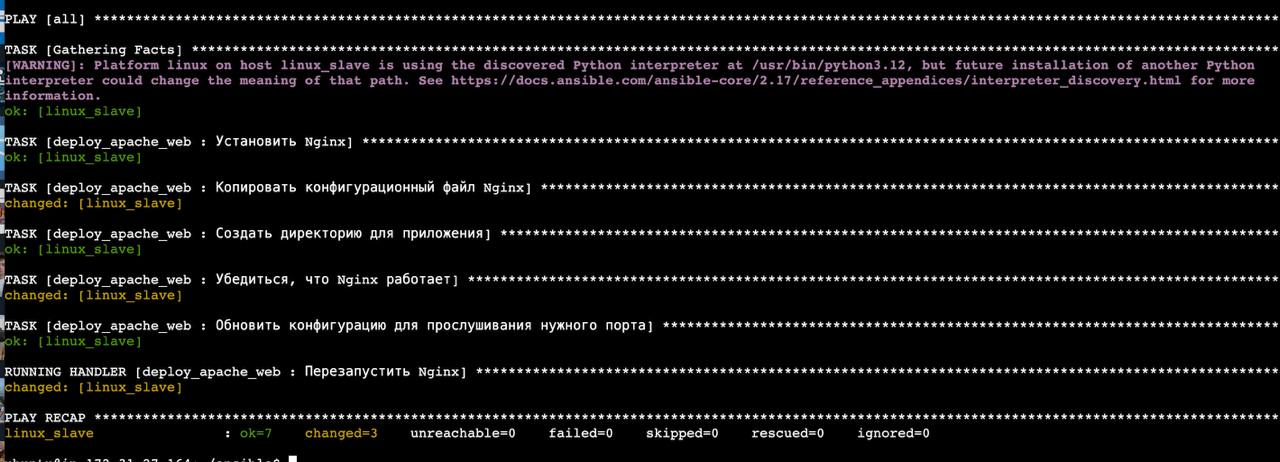 PLAY [all] ******************************************************************************************
TASK [Gathering Facts] ******************************************************************************
[WARNING]: Platform linux on host linux_slave is using the discovered Python interpreter at /usr/bin/python3.12, but future installation of another Python
interpreter could change the meaning of that path. See https://docs.ansible.com/ansible-core/2.17/reference_appendices/interpreter_discovery.html for more
information.
ok: [linux_slave]
TASK [deploy_apache_web : Установить Nginx] *********************************************************
ok: [linux_slave]
TASK [deploy_apache_web : Копировать конфигурационный файл Nginx] ***********************************
changed: [linux_slave]
TASK [deploy_apache_web : Создать директорию для приложения] ****************************************
ok: [linux_slave]
TASK [deploy_apache_web : Убедиться, что Nginx работает] ********************************************
changed: [linux_slave]
TASK [deploy_apache_web : Обновить конфигурацию для прослушивания нужного порта] ********************
ok: [linux_slave]
RUNNING HANDLER [deploy_apache_web : Перезапустить Nginx] *******************************************
changed: [linux_slave]
PLAY RECAP ******************************************************************************************
linux_slave : ok=7 changed=3 unreachable=0 failed=0 skipped=0 rescued=0 ignored=0